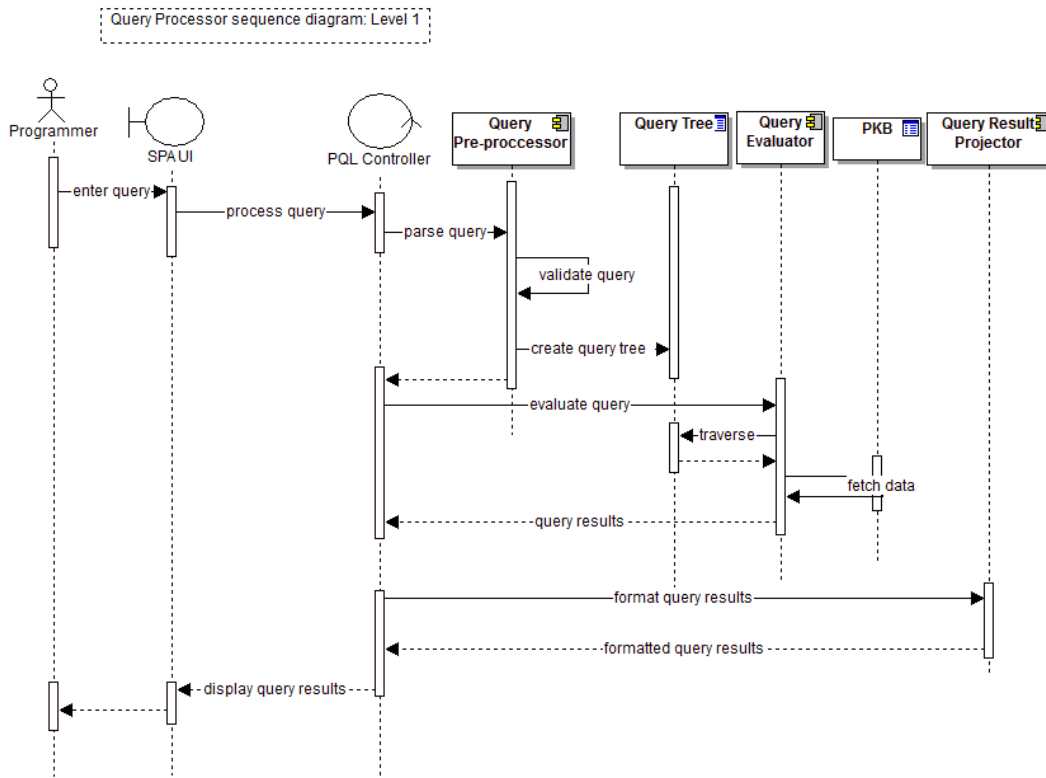 Query Processor sequence diagram: Level 1
Programmer
SPA UI
PQL Controller
Query
Pre-proccessor
Query Tree
Query
Evaluator
PKB
Query Result
Projector
enter query
process query
parse query
validate query
create query tree
evaluate query
traverse
fetch data
query results
format query results
formatted query results
display query results